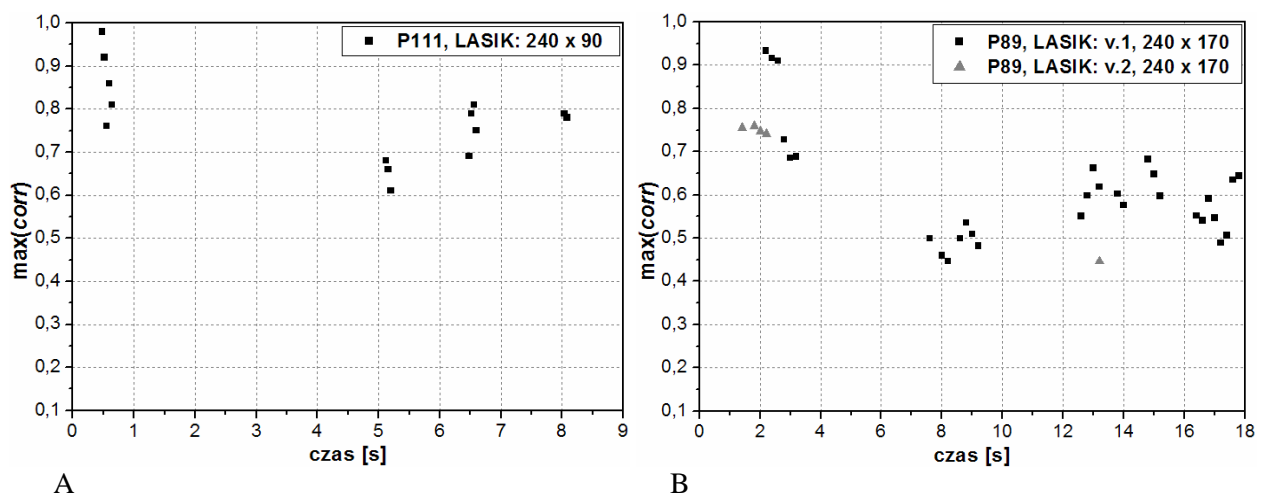 P111, LASIK: 240 x 90
1,0
0,9
0,8
0,7
0,6
0,5
0,4
0,3
0,2
0,1
max(corr)
0 1 2 3 4 5 6 7 8 9
czas [s]
A
P89, LASIK: v.1, 240 x 170
P89, LASIK: v.2, 240 x 170
1,0
0,9
0,8
0,7
0,6
0,5
0,4
0,3
0,2
0,1
max(corr)
0 2 4 6 8 10 12 14 16 18
czas [s]
B